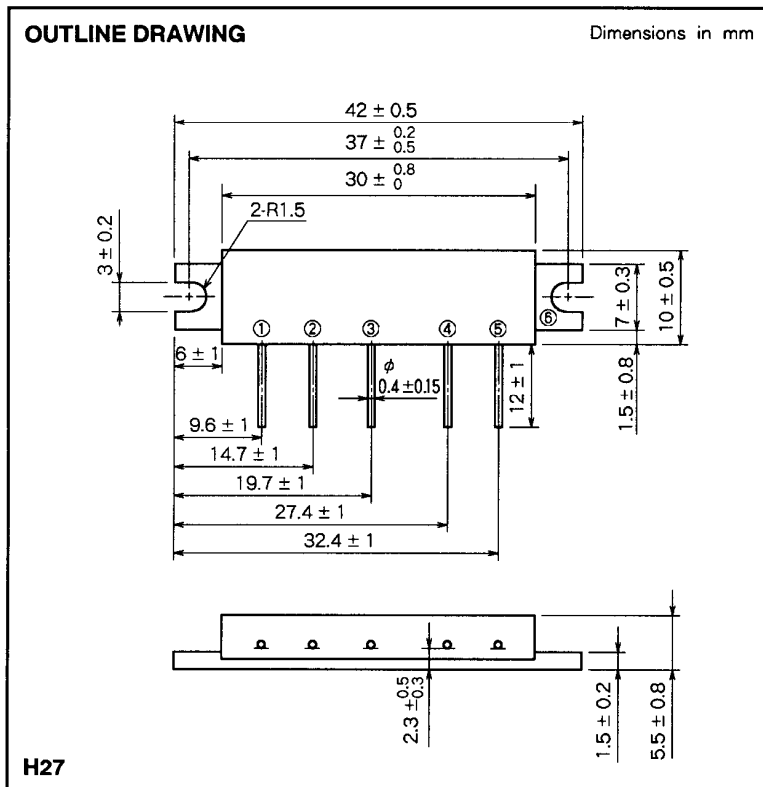 OUTLINE DRAWING
Dimensions in mm
42 ± 0.5
37 ± 0.2 0.5
30 ± 0.8 0
2-R1.5
3 ± 0.2
① ② ③ ④ ⑤ ⑥
7 ± 0.3
10 ± 0.5
6 ± 1
ϕ
0.4 ±0.15
12 ± 1
1.5 ± 0.8
9.6 ± 1
14.7 ± 1
19.7 ± 1
27.4 ± 1
32.4 ± 1
2.3 ± 0.5 0.3
1.5 ± 0.2
5.5 ± 0.8
H27